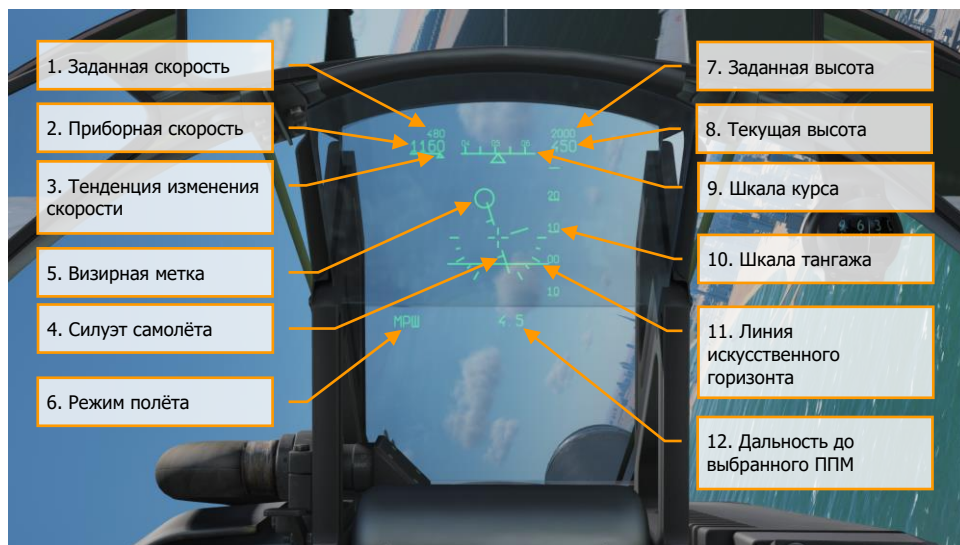 1. Заданная скорость
2. Приборная скорость
3. Тенденция изменения
скорости
5. Визирная метка
4. Силуэт самолёта
6. Режим полёта
7. Заданная высота
8. Текущая высота
9. Шкала курса
10. Шкала тангажа
11. Линия
искусственного
горизонта
12. Дальность до
выбранного ППМ
480
1160
2000
450
20
10
00
10
МРШ
4 5